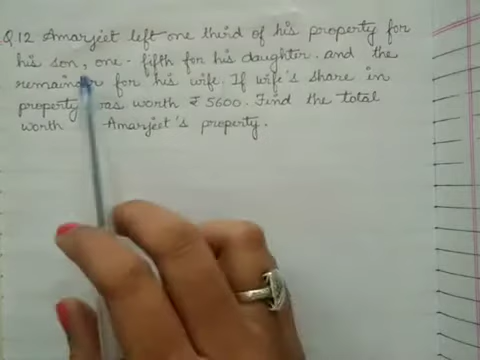 Q12 Amarjeet left one third of his property for
his son, one-fifth for his daughter and the
remainder for his wife. If wife's share in
property was worth ₹ 5600. Find the total
worth Amarjeet's property.